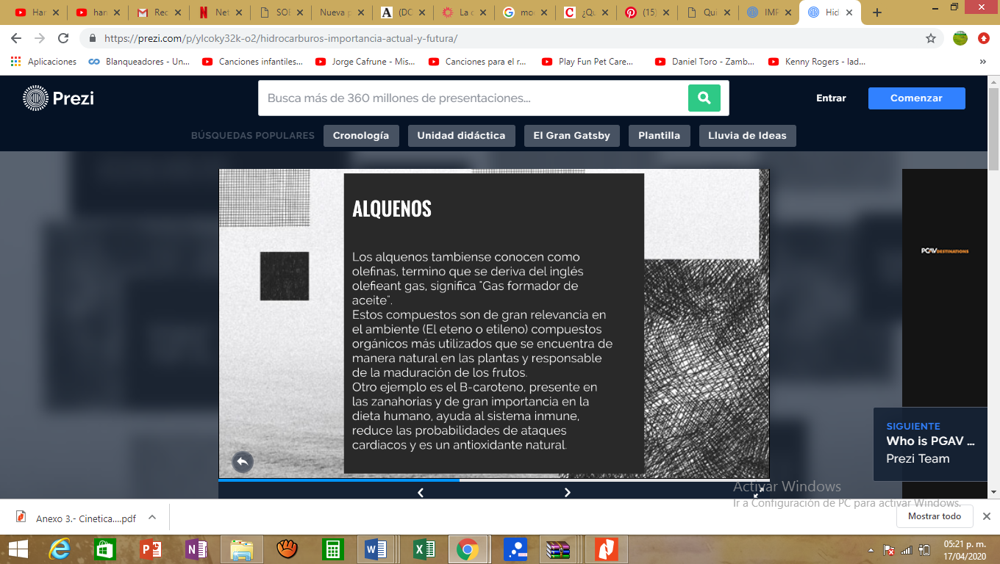 Har
har
Rec
Net
SOE
Nueva p
(DC
La c
mo
¿Qu
(15)
Qui
IMF
Hid
https://prezi.com/p/ylcoky32k-o2/hidrocarburos-importancia-actual-y-futura/
Aplicaciones
Blanqueadores - Un...
Canciones infantiles...
Jorge Cafrune - Mis...
Canciones para el r...
Play Fun Pet Care...
Daniel Toro - Zamb...
Kenny Rogers - lad...
»
Prezi
Busca más de 360 millones de presentaciones...
Entrar
Comenzar
BÚSQUEDAS POPULARES
Cronología
Unidad didáctica
El Gran Gatsby
Plantilla
Lluvia de Ideas
ALQUENOS
Los alquenos tambiense conocen como
olefinas, termino que se deriva del inglés
olefieant gas, significa "Gas formador de
aceite".
Estos compuestos son de gran relevancia en
el ambiente (El eteno o etileno) compuestos
orgánicos más utilizados que se encuentra de
manera natural en las plantas y responsable
de la maduración de los frutos.
Otro ejemplo es el B-caroteno, presente en
las zanahorias y de gran importancia en la
dieta humano, ayuda al sistema inmune,
reduce las probabilidades de ataques
cardiacos y es un antioxidante natural.
PGAV DESTINATIONS
SIGUIENTE
Who is PGAV ...
Prezi Team
Activar Windows
Ir a Configuración de PC para activar Windows.
Anexo 3.- Cinetica....pdf
Mostrar todo
05:21 p. m.
17/04/2020